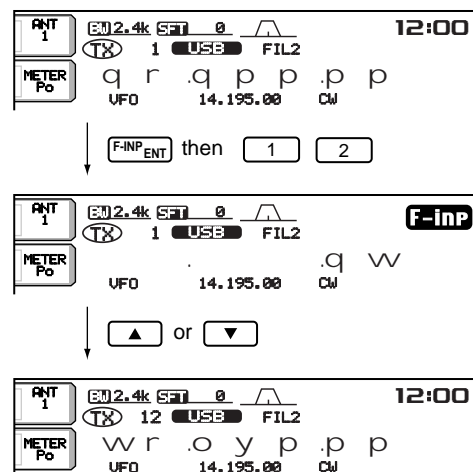 ANT 1
BW 2.4k SFT 0
12:00
TX 1 USB FIL2
METER Po
q r .q p p .p p
VFO 14.195.00 CW
F-INP ENT then 1 2
ANT 1
BW 2.4k SFT 0
F-inp
TX 1 USB FIL2
METER Po
. .q w
VFO 14.195.00 CW
▲ or ▼
ANT 1
BW 2.4k SFT 0
12:00
TX 12 USB FIL2
METER Po
w r .o y p .p p
VFO 14.195.00 CW